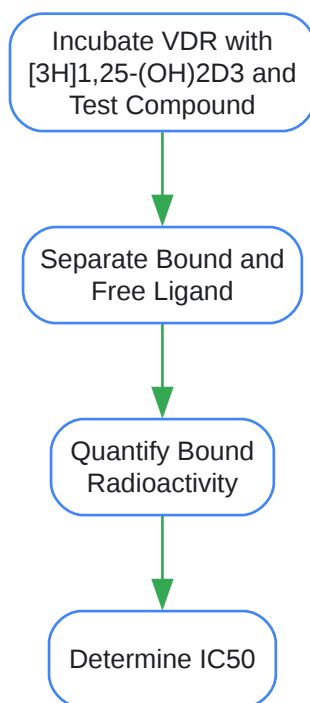 Incubate VDR with
[3H]1,25-(OH)2D3 and
Test Compound
Separate Bound and
Free Ligand
Quantify Bound
Radioactivity
Determine IC50